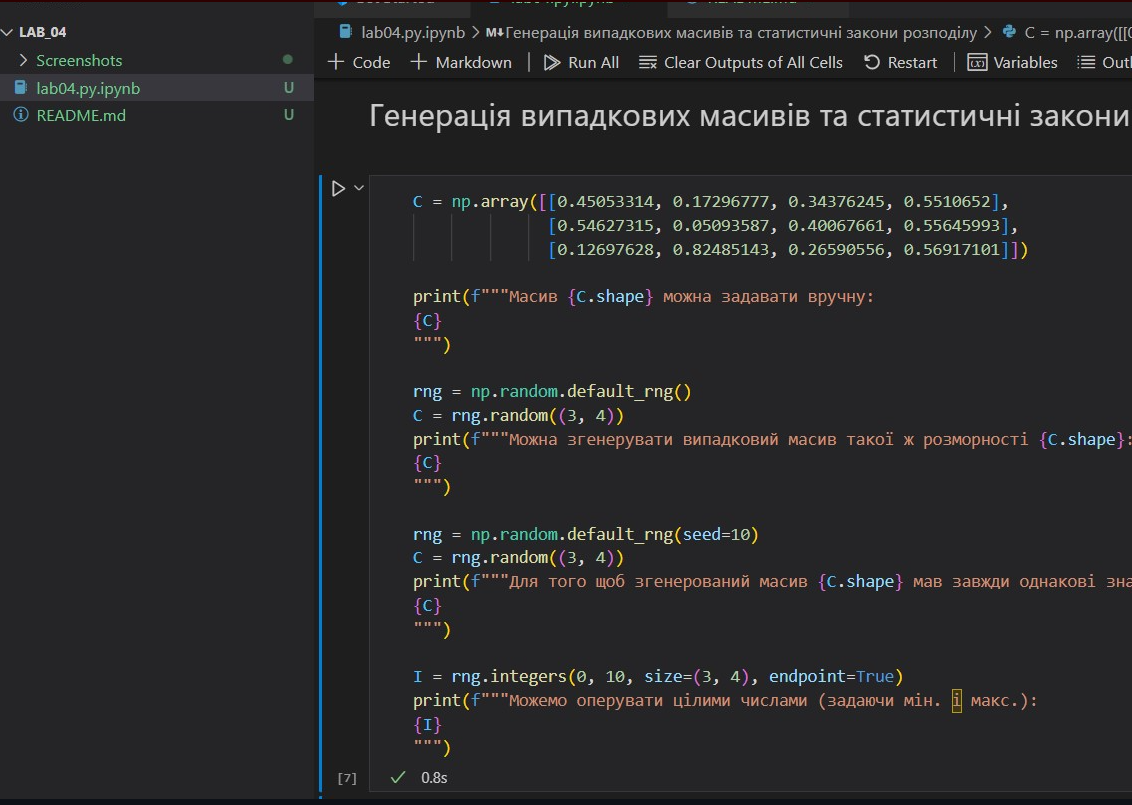 LAB_04
Screenshots
lab04.py.ipynb U
README.md U
lab04.py.ipynb > M↓Генерація випадкових масивів та статистичні закони розподілу > C = np.array([[
Code Markdown Run All Clear Outputs of All Cells Restart Variables Out
Генерація випадкових масивів та статистичні закони
C = np.array([[0.45053314, 0.17296777, 0.34376245, 0.5510652],
[0.54627315, 0.05093587, 0.40067661, 0.55645993],
[0.12697628, 0.82485143, 0.26590556, 0.56917101]])
print(f"""Масив {C.shape} можна задавати вручну:
{C}
""")
rng = np.random.default_rng()
C = rng.random((3, 4))
print(f"""Можна згенерувати випадковий масив такої ж розморності {C.shape}:
{C}
""")
rng = np.random.default_rng(seed=10)
C = rng.random((3, 4))
print(f"""Для того щоб згенерований масив {C.shape} мав завжди однакові зна
{C}
""")
I = rng.integers(0, 10, size=(3, 4), endpoint=True)
print(f"""Можемо оперувати цілими числами (задаючи мін. і макс.):
{I}
""")
[7] 0.8s